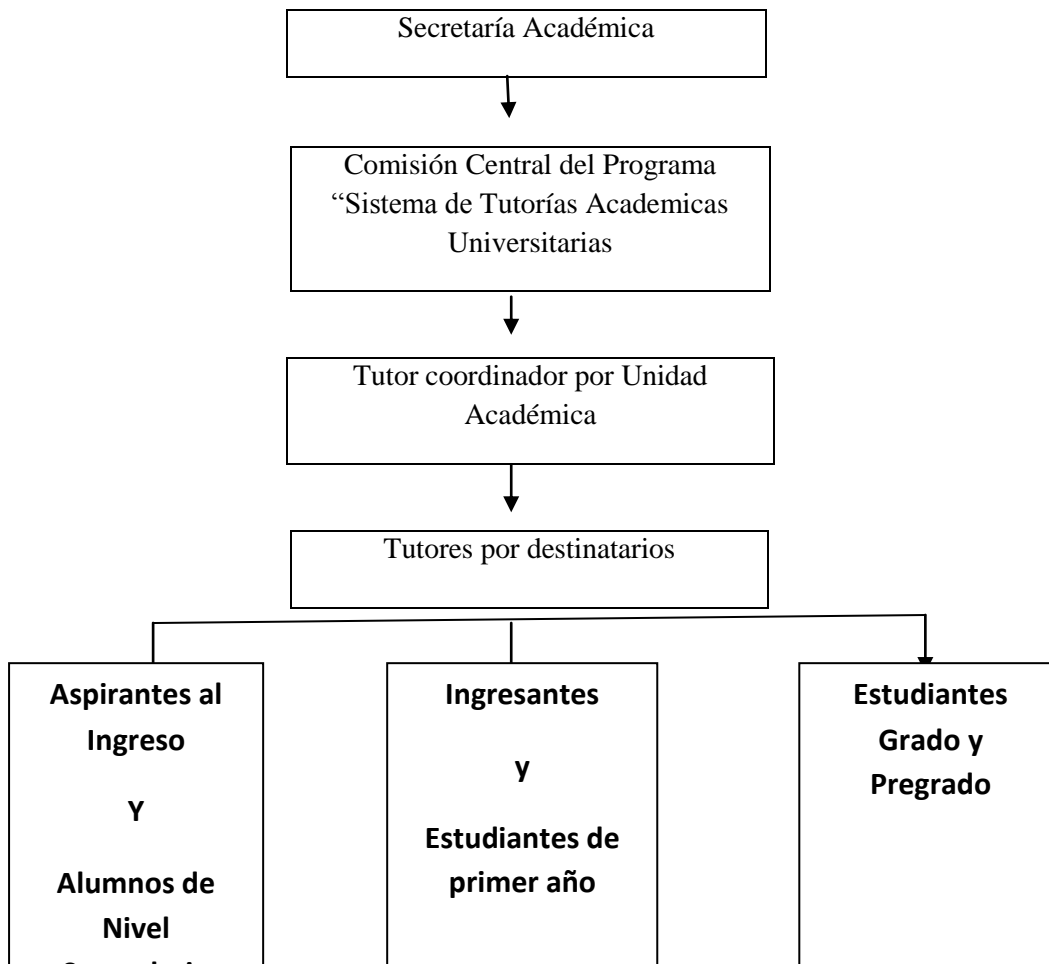 Secretaría Académica
Comisión Central del Programa
“Sistema de Tutorías Academicas
Universitarias
Tutor coordinador por Unidad
Académica
Tutores por destinatarios
Aspirantes al
Ingreso
Y
Alumnos de
Nivel
Ingresantes
y
Estudiantes de
primer año
Estudiantes
Grado y
Pregrado